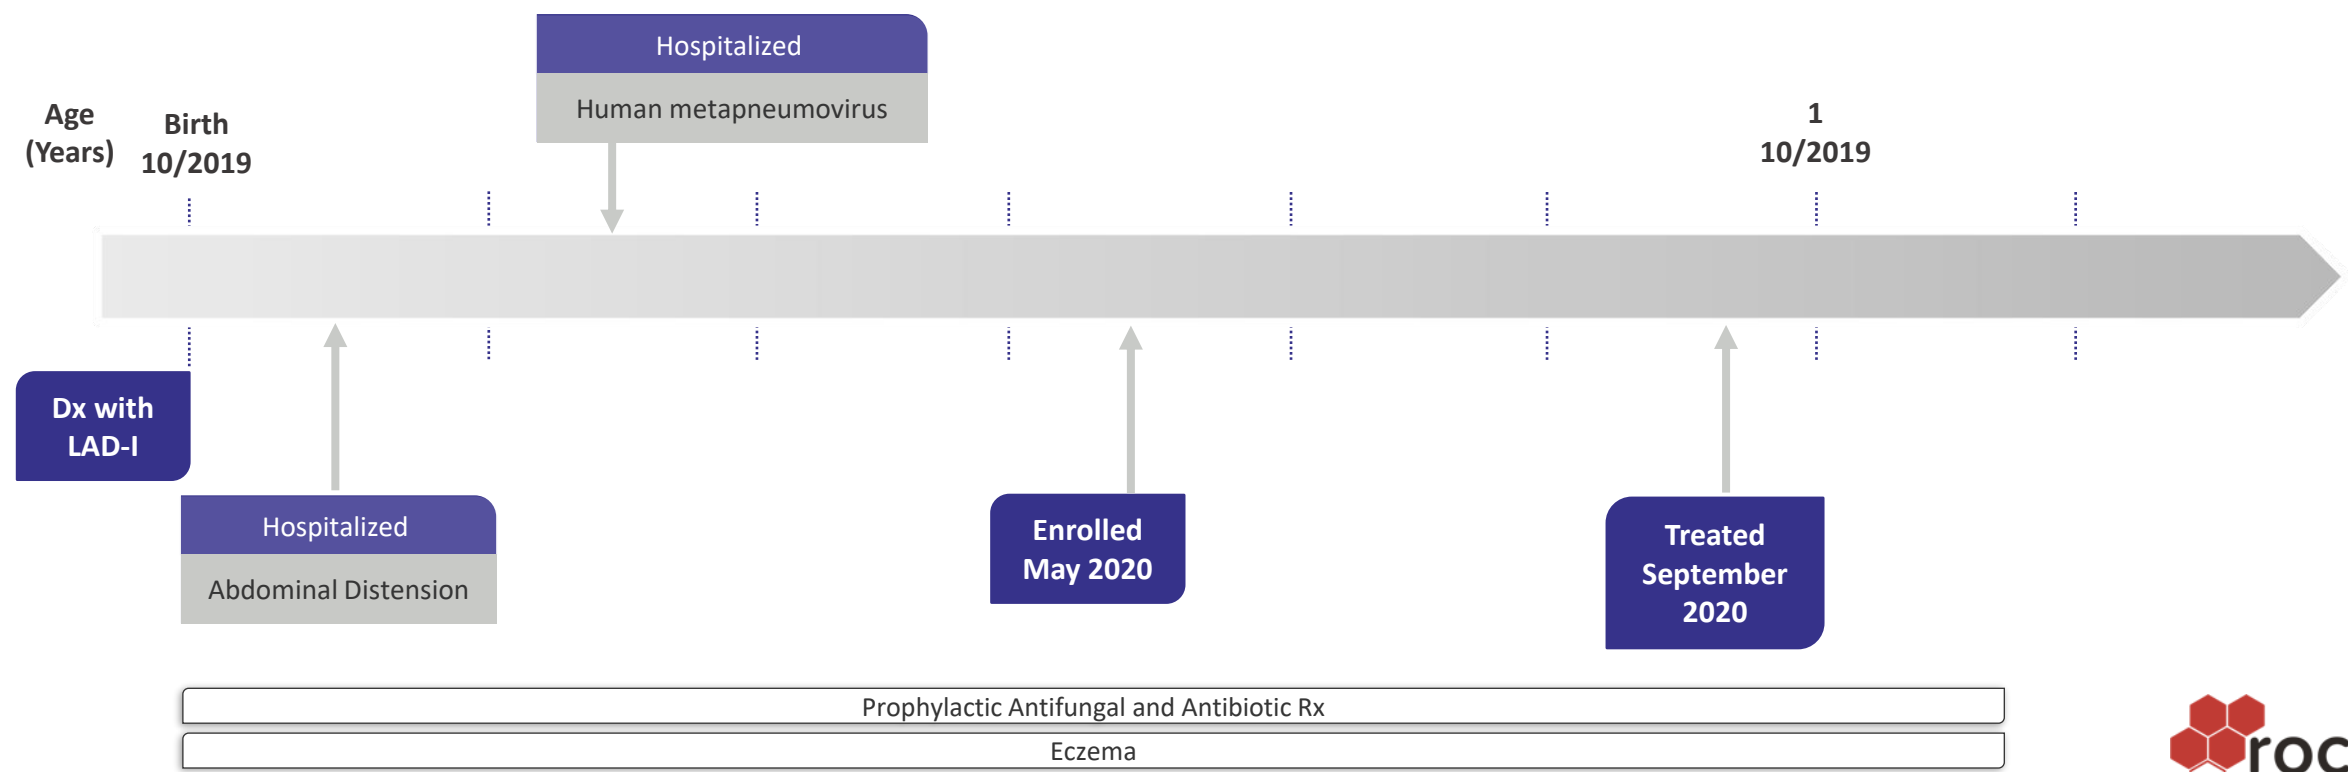 Hospitalized
Human metapneumovirus
Age
(Years)
Birth
10/2019
1
10/2019
Dx with
LAD-I
Hospitalized
Abdominal Distension
Enrolled
May 2020
Treated
September
2020
Prophylactic Antifungal and Antibiotic Rx
Eczema
roc